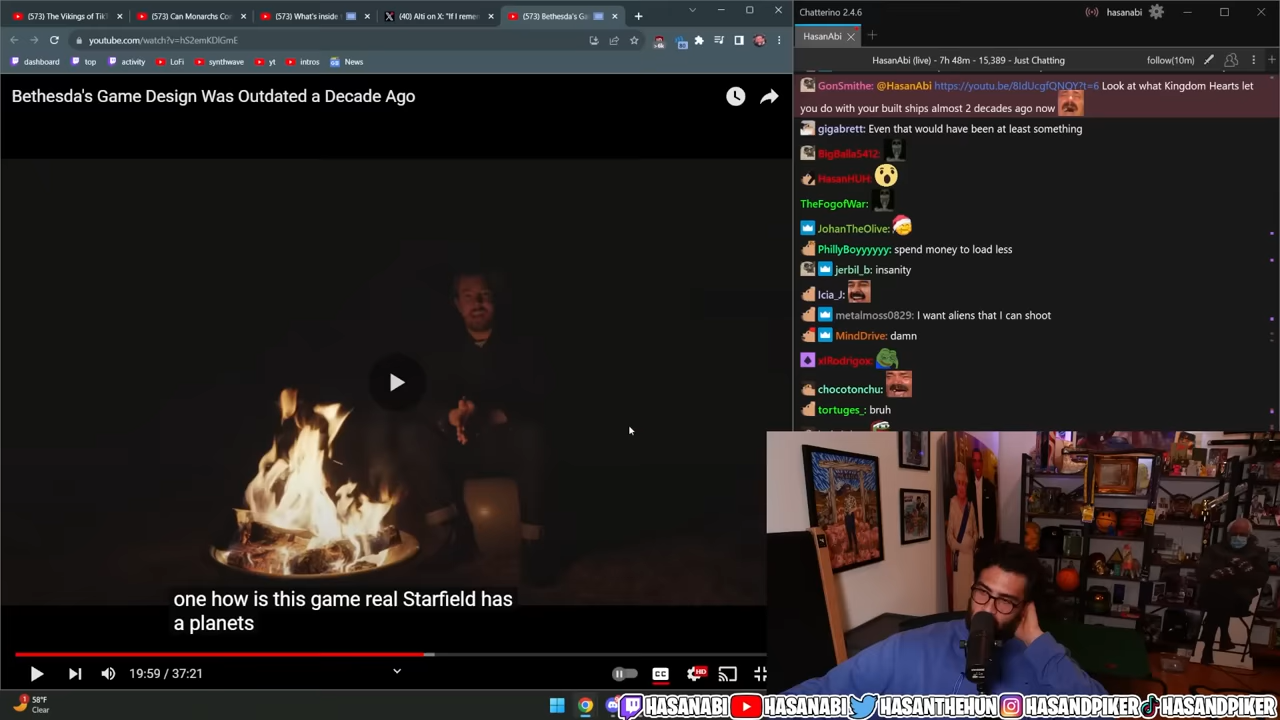 (573) The Vikings of Tik
(573) Can Monarchs Co
(573) What's inside
(40) Alti on X: "If I reme
(573) Bethesda's Ga
youtube.com/watch?v=hS2emKDlGmE
dashboard
top
activity
LoFi
synthwave
yt
intros
News
Bethesda's Game Design Was Outdated a Decade Ago
one how is this game real Starfield has
a planets
19:59 / 37:21
CC
HD
58°F
Clear
Chatterino 2.4.6
hasanabi
HasanAbi
HasanAbi (live) - 7h 48m - 15,389 - Just Chatting
follow(10m)
GonSmithe: @HasanAbi https://youtu.be/8IdUcgfQNOY?t=6 Look at what Kingdom Hearts let
you do with your built ships almost 2 decades ago now
gigabrett: Even that would have been at least something
BigBalla5412:
HasanHUH:
TheFogofWar:
JohanTheOlive:
PhillyBoyyyyyy: spend money to load less
jerbil_b: insanity
Icia_J:
metalmoss0829: I want aliens that I can shoot
MindDrive: damn
xIRodrigox:
chocotonchu:
tortuges_: bruh
HASANABI
HASANABI
HASANTHEHUN
HASANDPIKER
HASANDPIKER